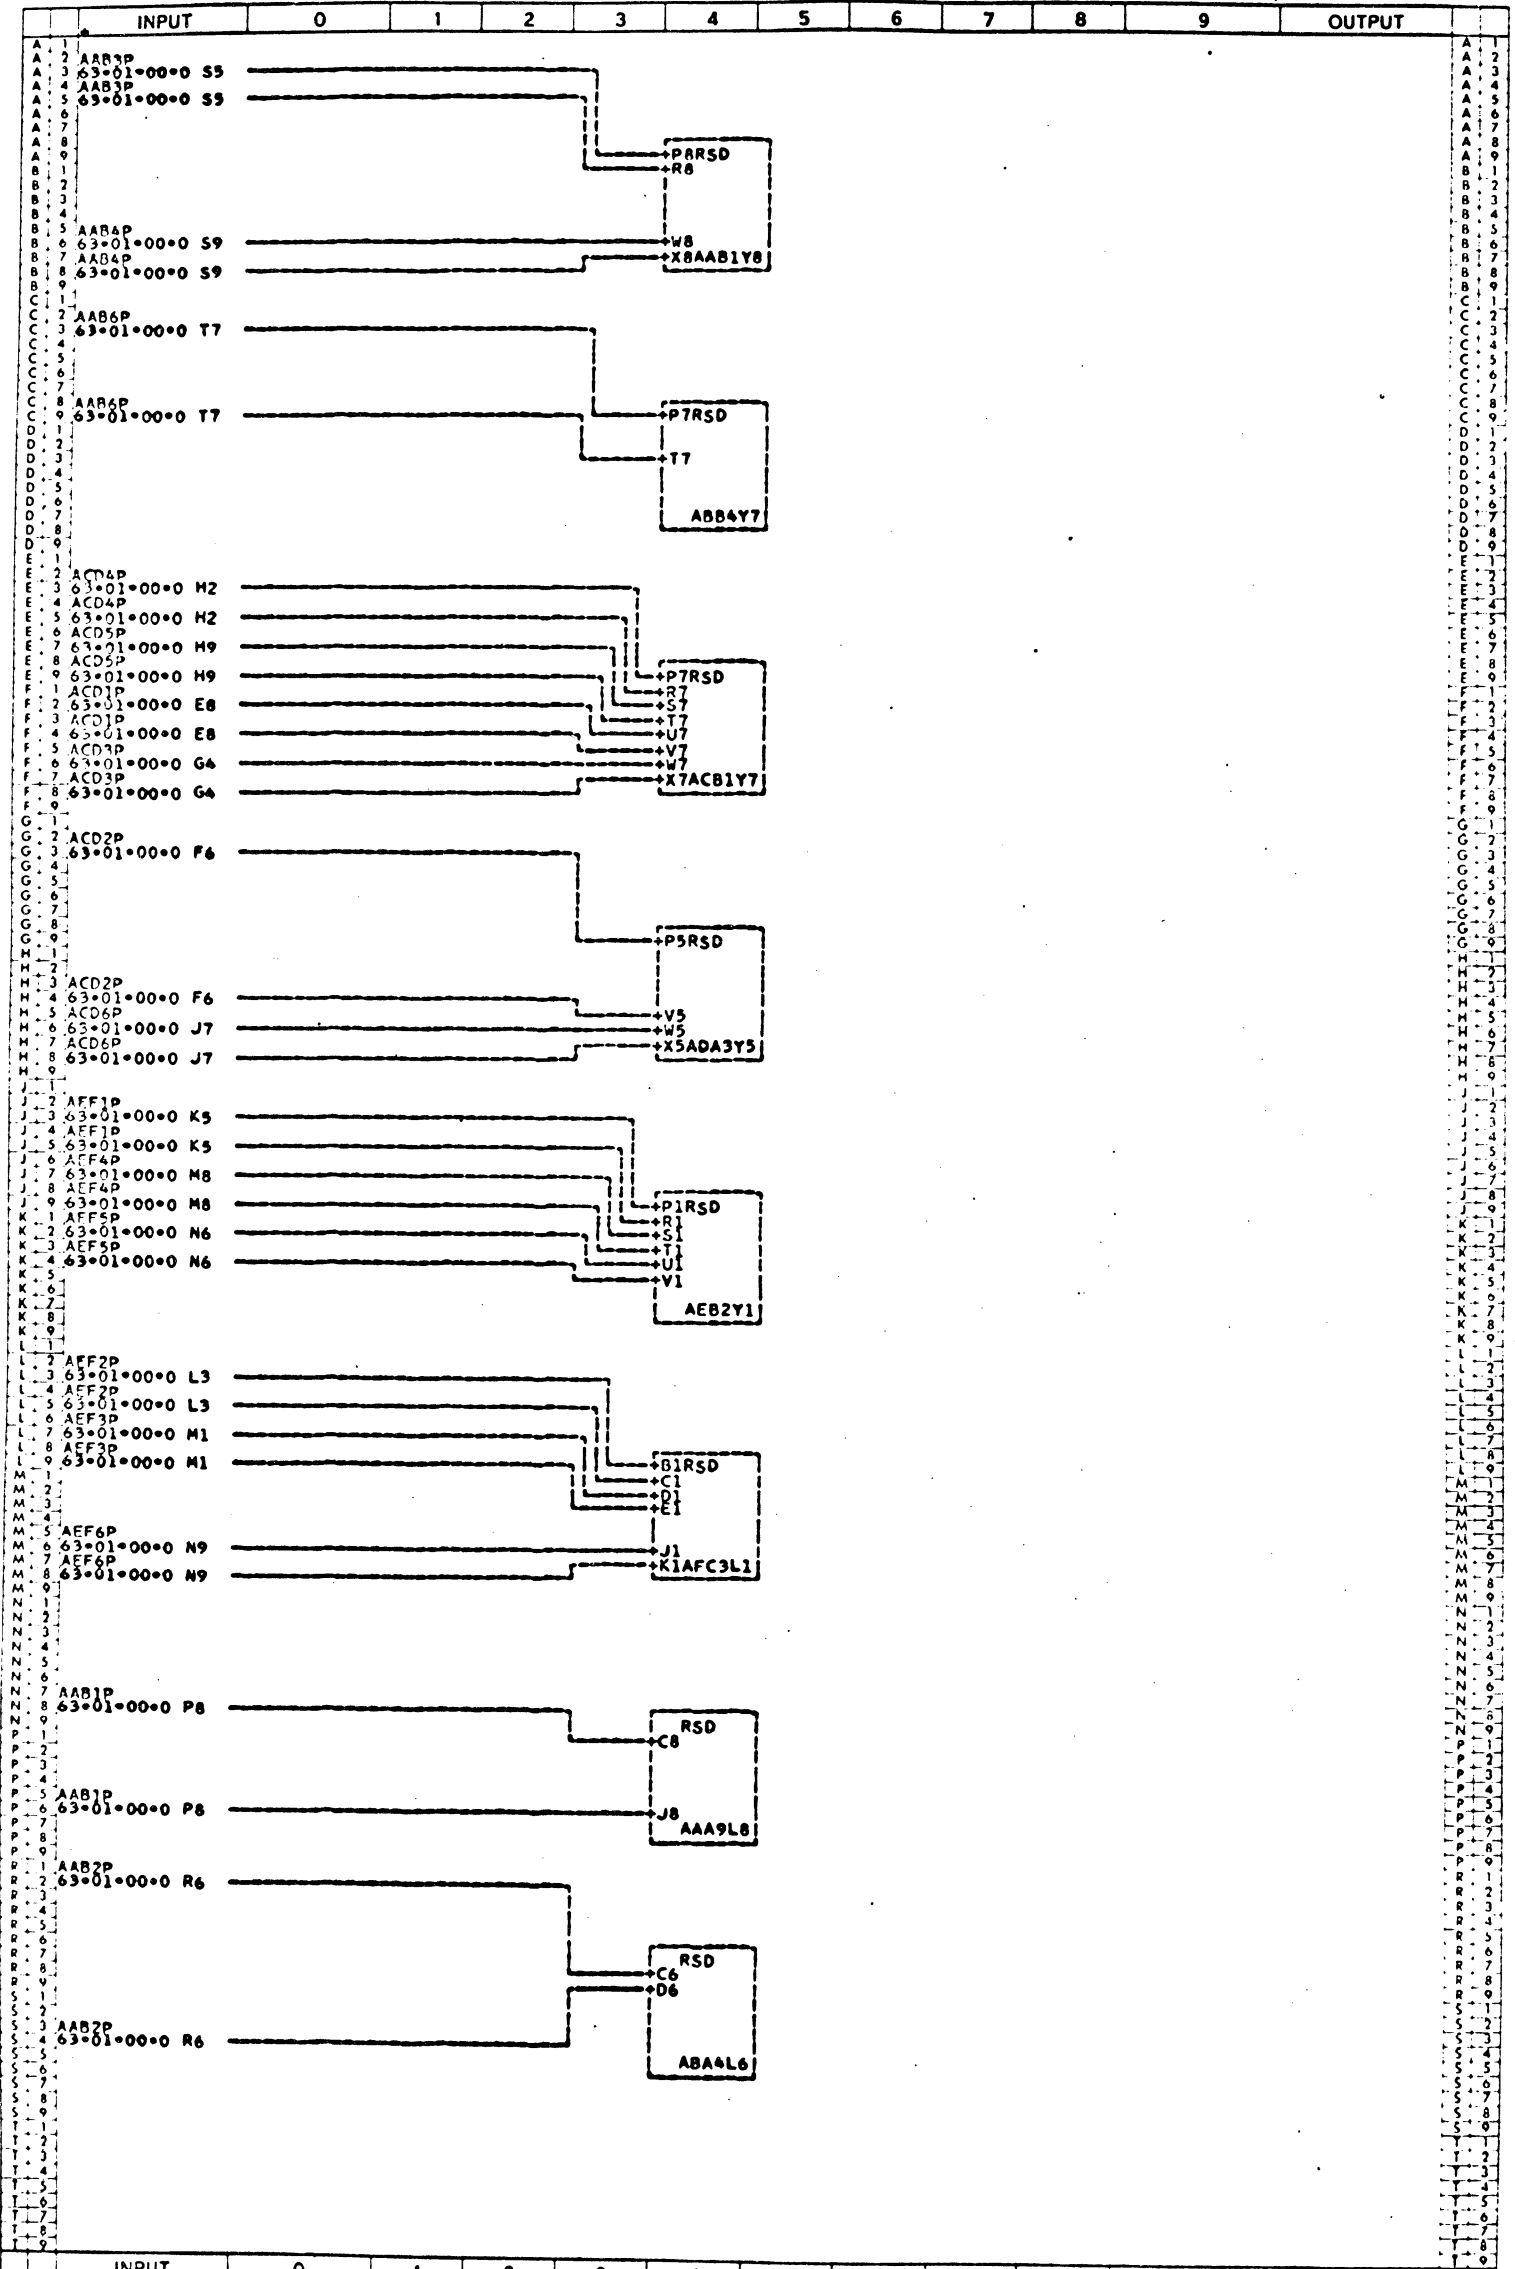 INPUT 0 1 2 3 4 5 6 7 8 9 OUTPUT
AAB3P
63-01-00-0 S5
AAB3P
63-01-00-0 S5
P8RSD
R8
AAB4P
63-01-00-0 S9
W8
AAB4P
X8AAB1Y8
63-01-00-0 S9
AAB6P
63-01-00-0 T7
AAB6P
63-01-00-0 T7
P7RSD
T7
ABB4Y7
ACD4P
63-01-00-0 H2
ACD4P
63-01-00-0 H2
ACD5P
63-01-00-0 H9
ACD5P
63-01-00-0 H9
P7RSD
ACD1P
R7
63-01-00-0 E8
S7
ACD1P
T7
63-01-00-0 E8
U7
ACD3P
V7
63-01-00-0 G4
W7
ACD3P
X7ACB1Y7
63-01-00-0 G4
ACD2P
63-01-00-0 F6
P5RSD
ACD2P
63-01-00-0 F6
ACD6P
V5
63-01-00-0 J7
W5
ACD6P
X5ADA3Y5
63-01-00-0 J7
AEF1P
63-01-00-0 K5
AEF1P
63-01-00-0 K5
AEF4P
63-01-00-0 M8
AEF4P
63-01-00-0 M8
P1RSD
AEF5P
R1
63-01-00-0 N6
S1
AEF5P
T1
63-01-00-0 N6
U1
V1
AEB2Y1
AEF2P
63-01-00-0 L3
AEF2P
63-01-00-0 L3
AEF3P
63-01-00-0 M1
AEF3P
63-01-00-0 M1
B1RSD
C1
D1
E1
AEF6P
63-01-00-0 N9
J1
AEF6P
K1AFC3L1
63-01-00-0 N9
AAB1P
63-01-00-0 P8
RSD
C8
AAB1P
63-01-00-0 P8
J8
AAA9L8
AAB2P
63-01-00-0 R6
RSD
C6
D6
AAB2P
63-01-00-0 R6
ABA4L6
INPUT